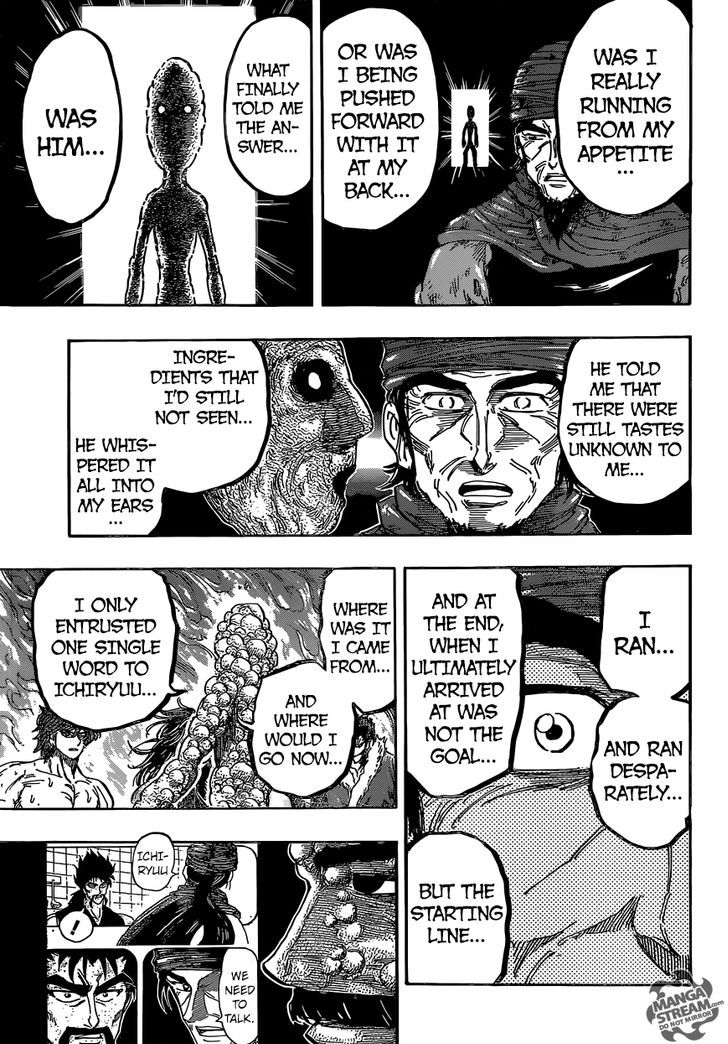 WAS I
REALLY
RUNNING
FROM MY
APPETITE
...
OR WAS
I BEING
PUSHED
FORWARD
WITH IT
AT MY
BACK...
WHAT
FINALLY
TOLD ME
THE AN-
SWER...
WAS
HIM...
HE TOLD
ME THAT
THERE WERE
STILL TASTES
UNKNOWN TO
ME...
INGRE-
DIENTS THAT
I'D STILL
NOT SEEN...
HE WHIS-
PERED IT
ALL INTO
MY EARS
...
I
RAN...
AND RAN
DESPA-
RATELY...
AND AT
THE END,
WHEN I
ULTIMATELY
ARRIVED
AT WAS
NOT THE
GOAL...
BUT THE
STARTING
LINE...
WHERE
WAS IT
I CAME
FROM...
AND
WHERE
WOULD I
GO NOW...
I ONLY
ENTRUSTED
ONE SINGLE
WORD TO
ICHIRYUU...
ICHI-
RYUU
!
WE
NEED TO
TALK.
MANGA
STREAM.COM
DO NOT MIRROR!